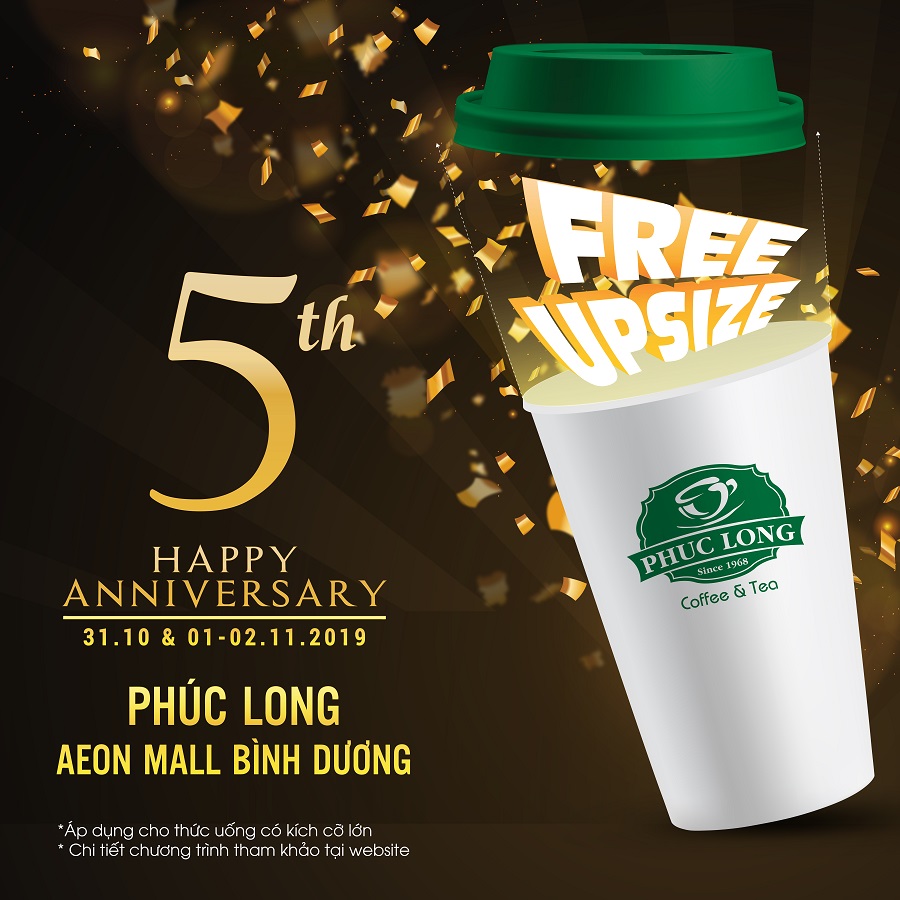 5th
HAPPY
ANNIVERSARY
31.10 & 01-02.11.2019
PHÚC LONG
AEON MALL BÌNH DƯƠNG
*Áp dụng cho thức uống có kích cỡ lớn
* Chi tiết chương trình tham khảo tại website
FREE
UPSIZE
PHUC LONG
Since 1968
Coffee & Tea